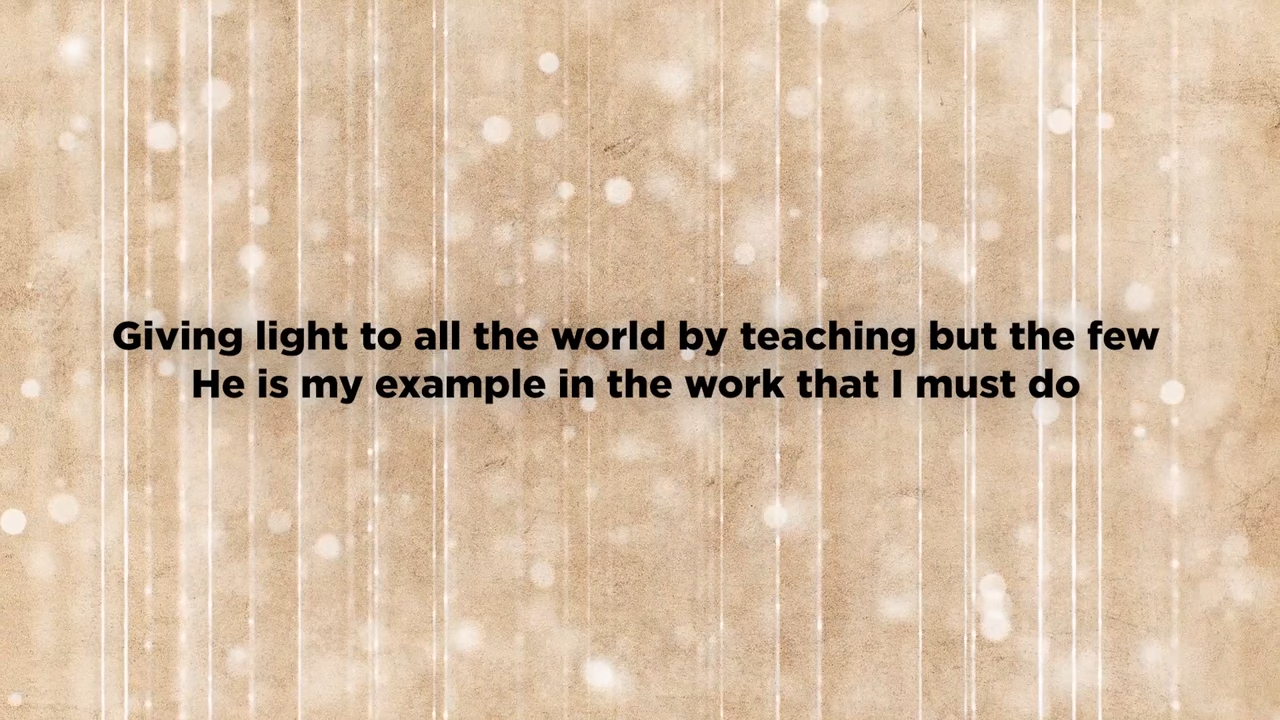 Giving light to all the world by teaching but the few
He is my example in the work that I must do